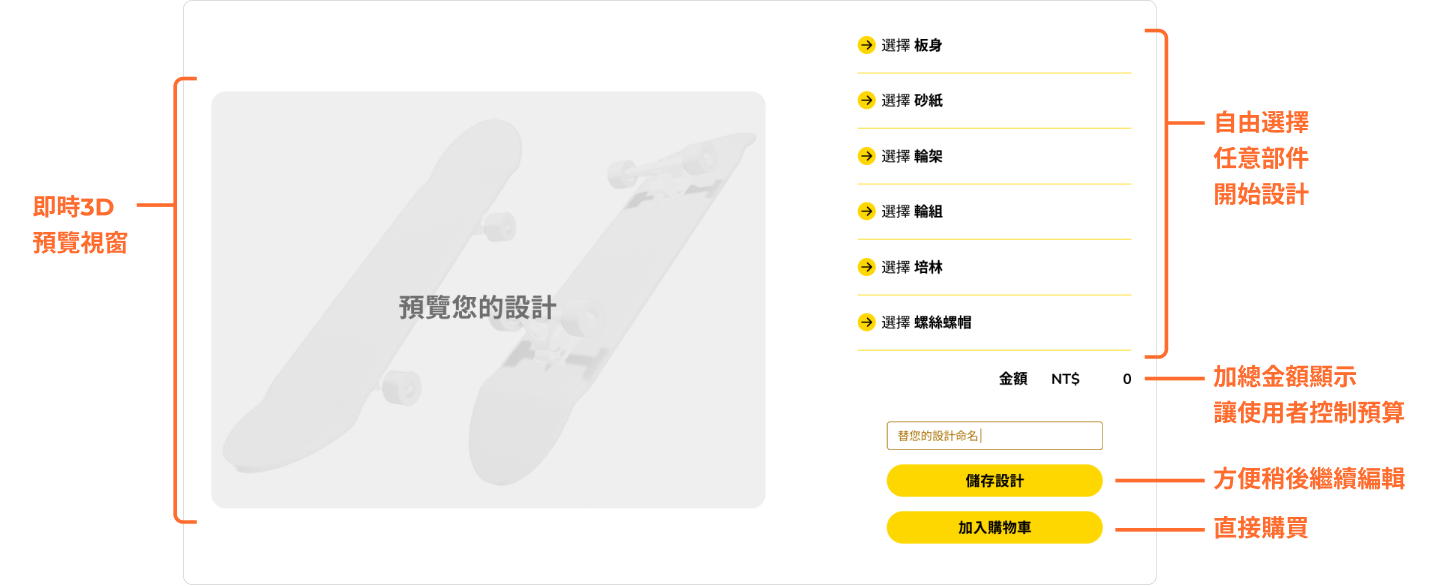 即時3D
預覽視窗
預覽您的設計
選擇 板身
選擇 砂紙
選擇 輪架
選擇 輪組
選擇 培林
選擇 螺絲螺帽
金額 NT$ 0
替您的設計命名
儲存設計
加入購物車
自由選擇
任意部件
開始設計
加總金額顯示
讓使用者控制預算
方便稍後繼續編輯
直接購買